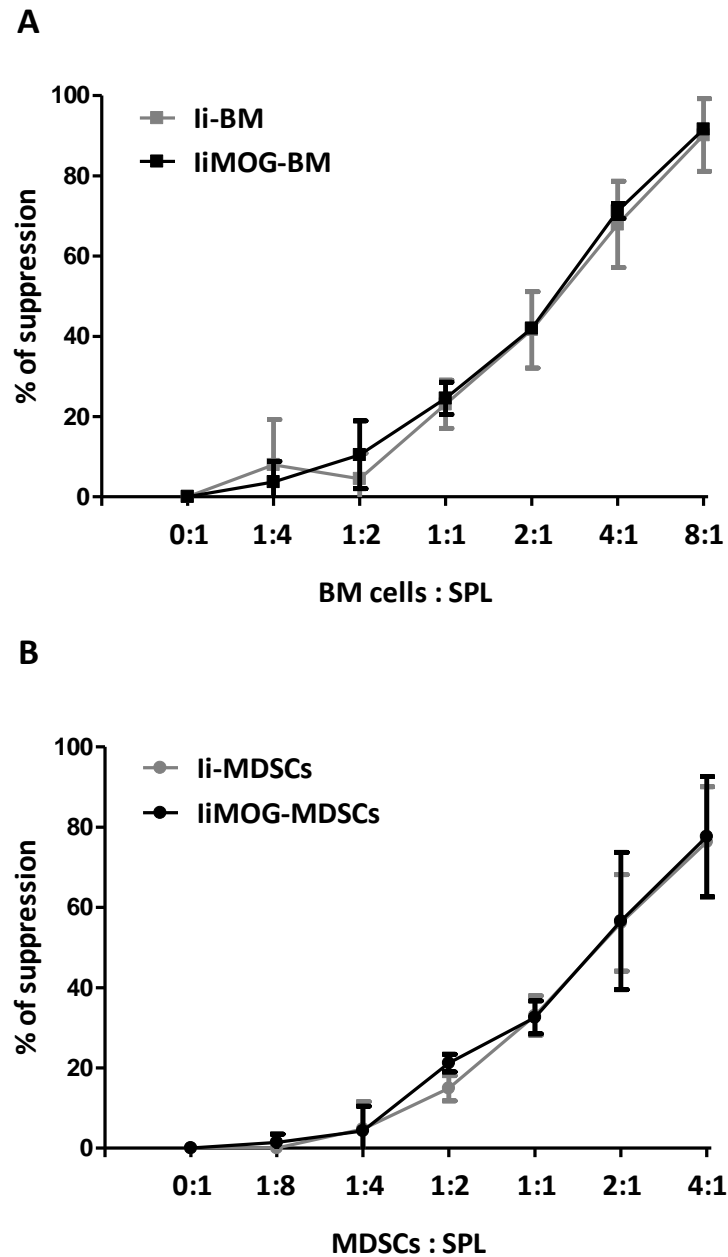 A
100
80
60
40
20
0
% of suppression
Ii-BM
IiMOG-BM
0:1 1:4 1:2 1:1 2:1 4:1 8:1
BM cells : SPL
B
100
80
60
40
20
0
% of suppression
Ii-MDSCs
IiMOG-MDSCs
0:1 1:8 1:4 1:2 1:1 2:1 4:1
MDSCs : SPL